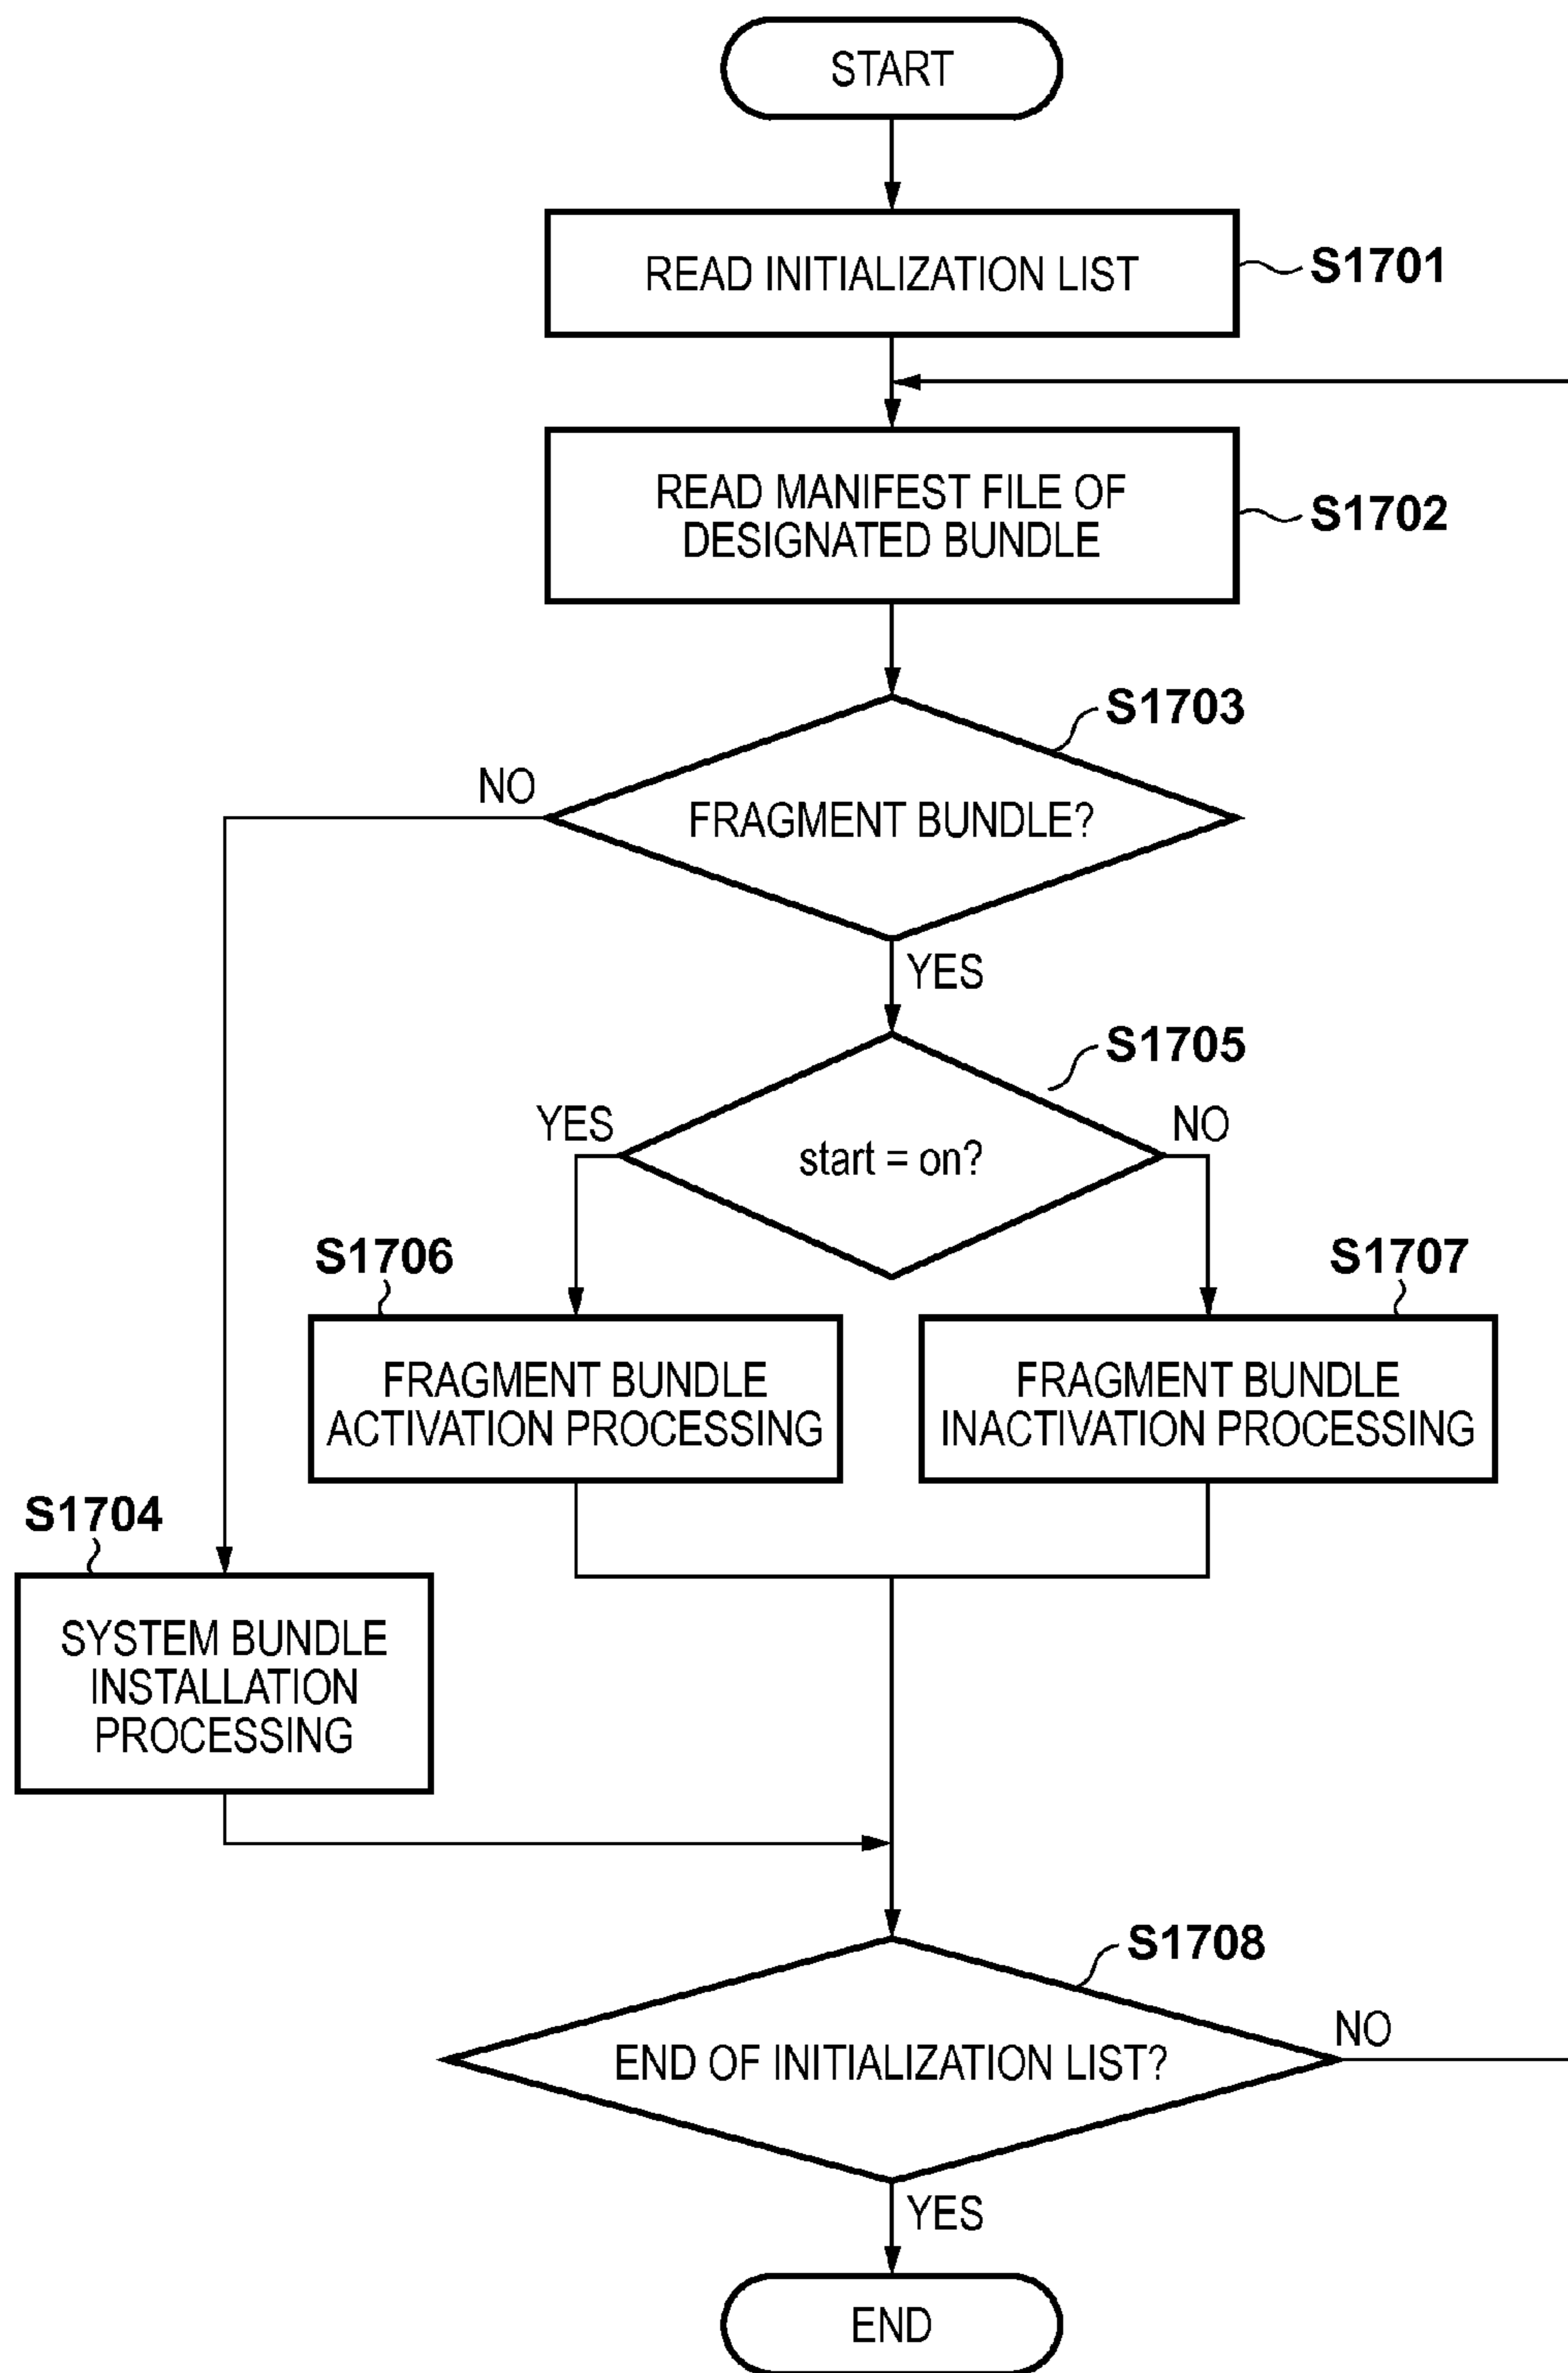 START
READ INITIALIZATION LIST
S1701
READ MANIFEST FILE OF
DESIGNATED BUNDLE
S1702
S1703
NO
FRAGMENT BUNDLE?
YES
S1705
YES
NO
start = on?
S1706
S1707
FRAGMENT BUNDLE
ACTIVATION PROCESSING
FRAGMENT BUNDLE
INACTIVATION PROCESSING
S1704
SYSTEM BUNDLE
INSTALLATION
PROCESSING
S1708
NO
END OF INITIALIZATION LIST?
YES
END